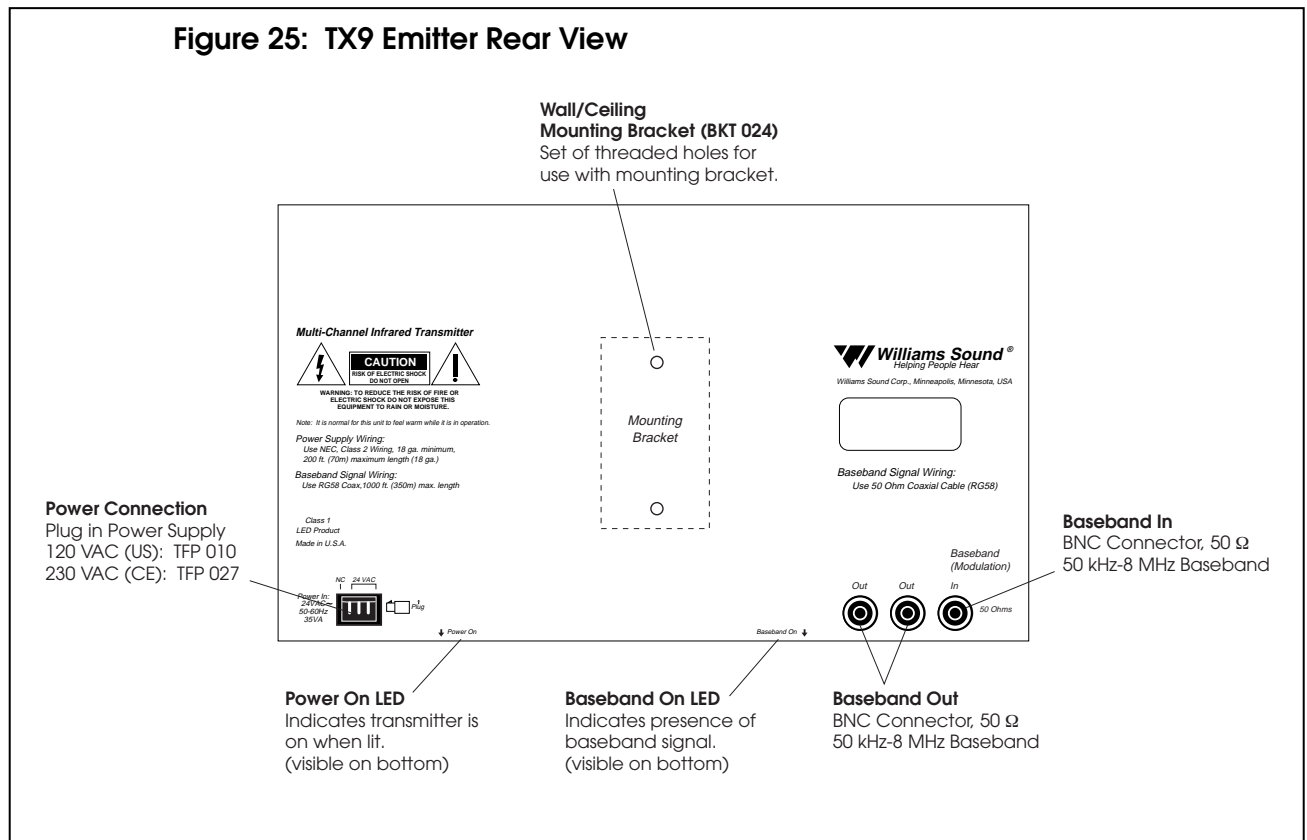 Figure 25: TX9 Emitter Rear View
Wall/Ceiling
Mounting Bracket (BKT 024)
Set of threaded holes for
use with mounting bracket.
Multi-Channel Infrared Transmitter
CAUTION
RISK OF ELECTRIC SHOCK
DO NOT OPEN
WARNING: TO REDUCE THE RISK OF FIRE OR
ELECTRIC SHOCK DO NOT EXPOSE THIS
EQUIPMENT TO RAIN OR MOISTURE.
Note: It is normal for this unit to feel warm while it is in operation.
Power Supply Wiring:
Use NEC, Class 2 Wiring, 18 ga. minimum,
200 ft. (70m) maximum length (18 ga.)
Baseband Signal Wiring:
Use RG58 Coax,1000 ft. (350m) max. length
Class 1
LED Product
Made in U.S.A.
Mounting
Bracket
Williams Sound ®
Helping People Hear
Williams Sound Corp., Minneapolis, Minnesota, USA
Baseband Signal Wiring:
Use 50 Ohm Coaxial Cable (RG58)
Power Connection
Plug in Power Supply
120 VAC (US): TFP 010
230 VAC (CE): TFP 027
NC 24 VAC
Power In:
24VAC~
50-60Hz
35VA
Plug
Power On
Baseband On
Baseband
(Modulation)
Out Out In
50 Ohms
Baseband In
BNC Connector, 50 Ω
50 kHz-8 MHz Baseband
Power On LED
Indicates transmitter is
on when lit.
(visible on bottom)
Baseband On LED
Indicates presence of
baseband signal.
(visible on bottom)
Baseband Out
BNC Connector, 50 Ω
50 kHz-8 MHz Baseband